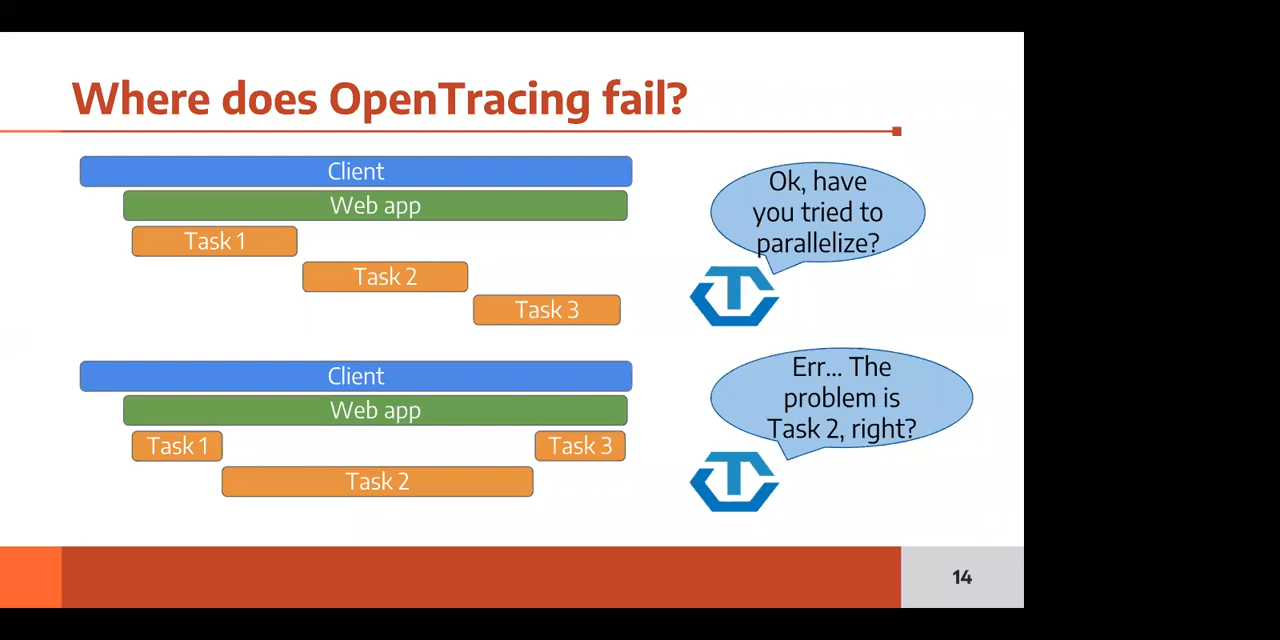 Where does OpenTracing fail?
Client
Web app
Task 1
Task 2
Task 3
Ok, have
you tried to
parallelize?
Client
Web app
Task 1
Task 3
Task 2
Err... The
problem is
Task 2, right?
14